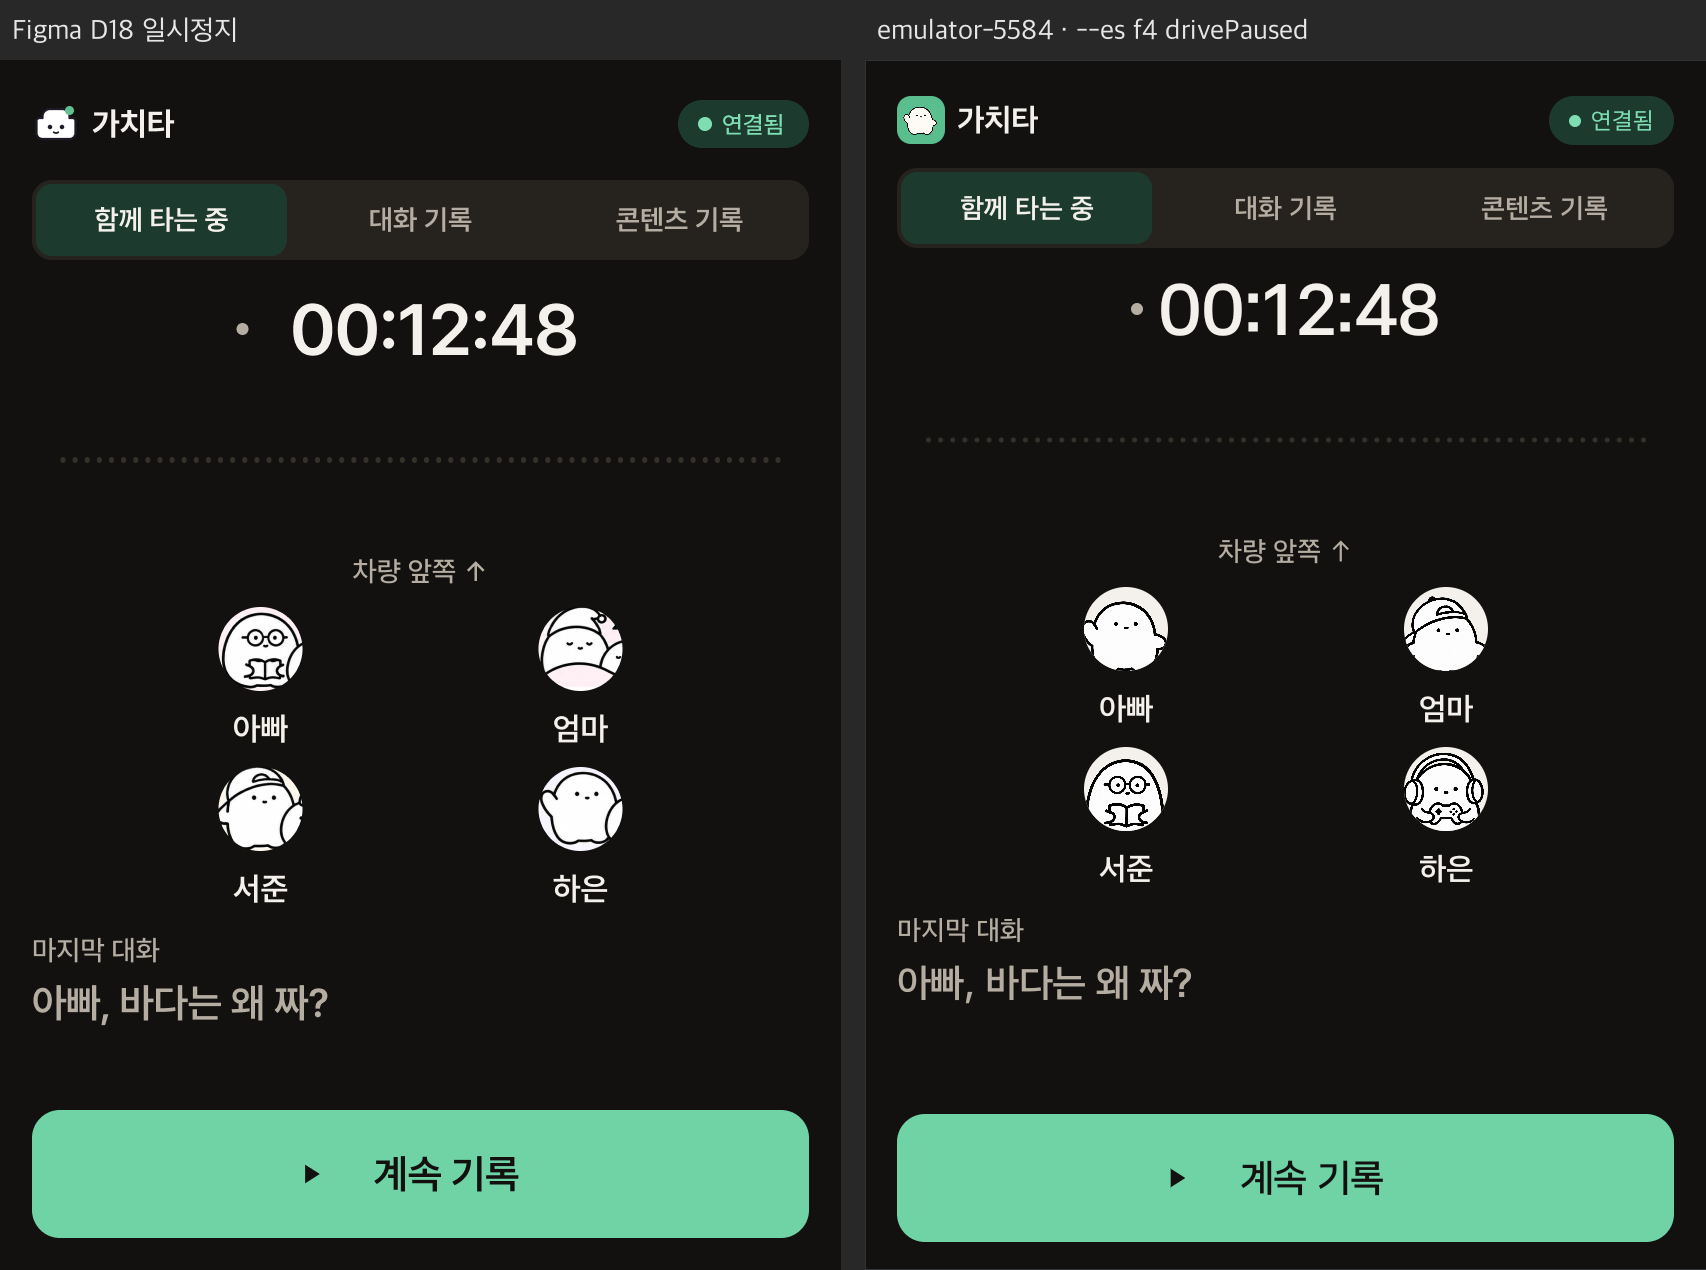 Figma D18 일시정지
가치타
연결됨
함께 타는 중
대화 기록
콘텐츠 기록
00:12:48
차량 앞쪽 ↑
아빠
엄마
서준
하은
마지막 대화
아빠, 바다는 왜 짜?
계속 기록
emulator-5584 · --es f4 drivePaused
가치타
연결됨
함께 타는 중
대화 기록
콘텐츠 기록
00:12:48
차량 앞쪽 ↑
아빠
엄마
서준
하은
마지막 대화
아빠, 바다는 왜 짜?
계속 기록